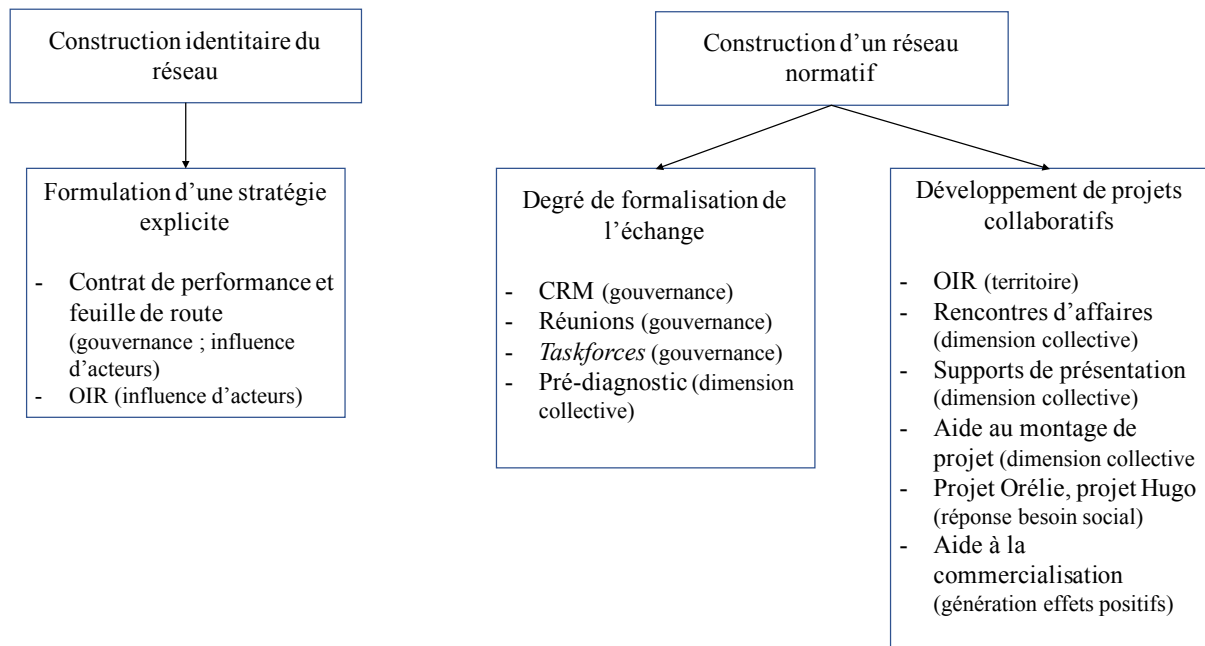 Construction identitaire du
réseau
Formulation d'une stratégie
explicite
- Contrat de performance et
feuille de route
(gouvernance ; influence
d'acteurs)
- OIR (influence d'acteurs)
Construction d'un réseau
normatif
Degré de formalisation de
l'échange
- CRM (gouvernance)
- Réunions (gouvernance)
- Taskforces (gouvernance)
- Pré-diagnostic (dimension
collective)
Développement de projets
collaboratifs
- OIR (territoire)
- Rencontres d'affaires
(dimension collective)
- Supports de présentation
(dimension collective)
- Aide au montage de
projet (dimension collective
- Projet Orélie, projet Hugo
(réponse besoin social)
- Aide à la
commercialisation
(génération effets positifs)